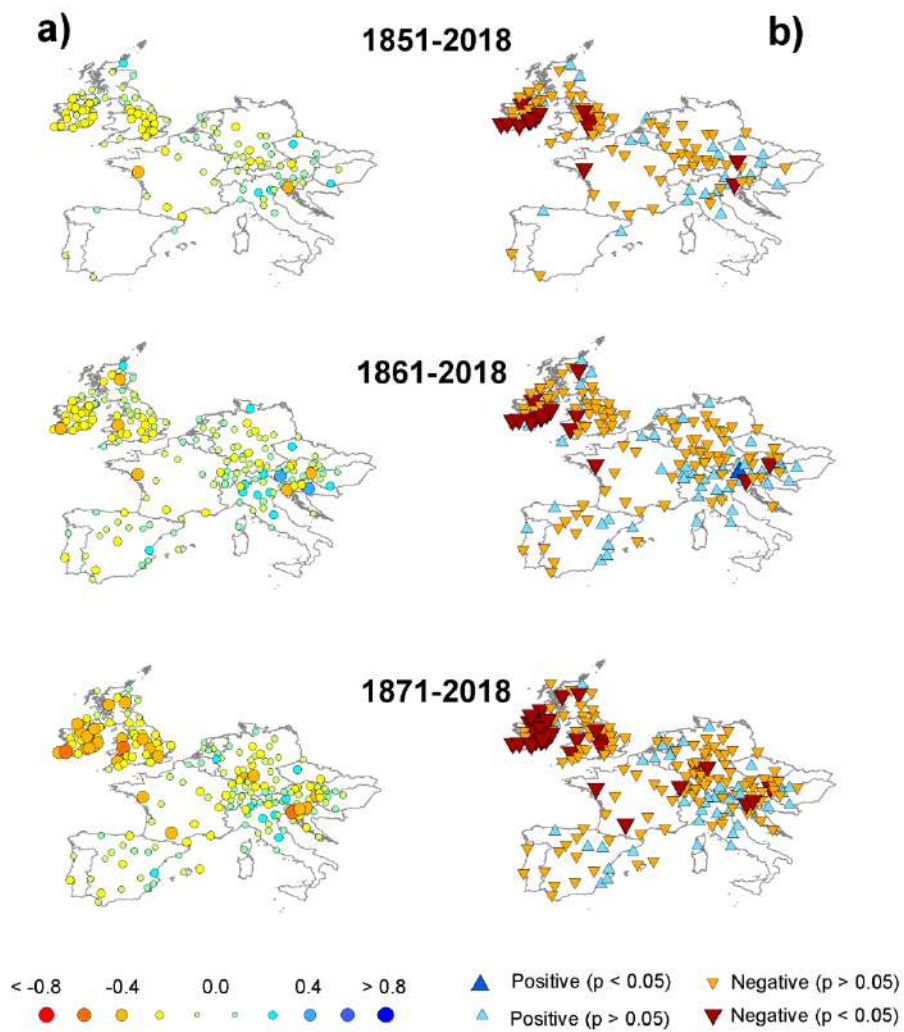 a) 1851-2018 b)
1861-2018
1871-2018
< -0.8 -0.4 0.0 0.4 > 0.8
Positive (p < 0.05) Negative (p > 0.05)
Positive (p > 0.05) Negative (p < 0.05)